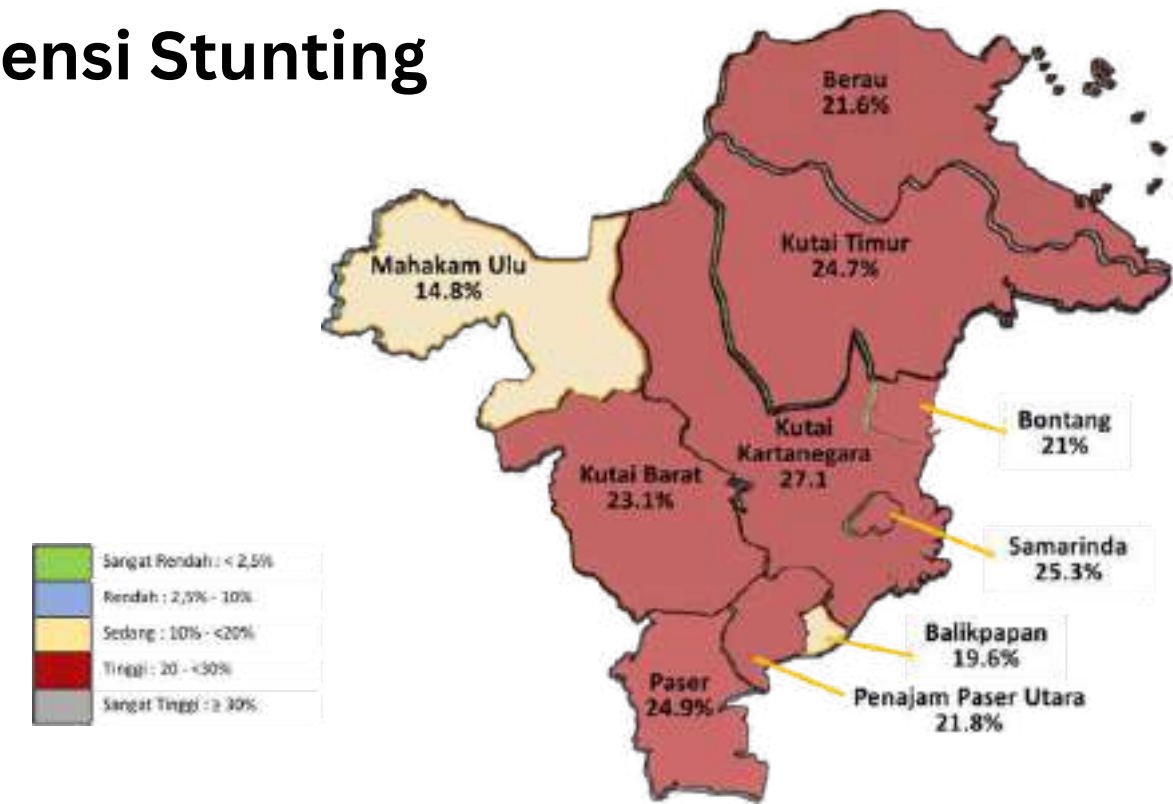 ensi Stunting
Berau
21.6%
Kutai Timur
24.7%
Mahakam Ulu
14.8%
Bontang
21%
Kutai
Kartanegara
27.1
Kutai Barat
23.1%
Samarinda
25.3%
Balikpapan
19.6%
Penajam Paser Utara
21.8%
Paser
24.9%
Sangat Rendah : < 2,5%
Rendah : 2,5% - 10%
Sedang : 10% - <20%
Tinggi : 20 - <30%
Sangat Tinggi : ≥ 30%